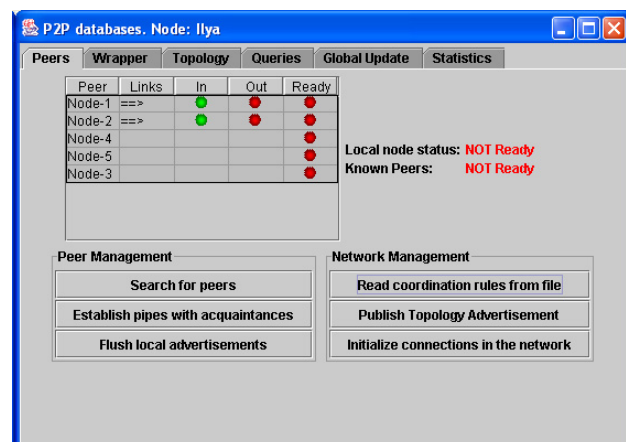 P2P databases. Node: Ilya
Peers Wrapper Topology Queries Global Update Statistics
Peer Links In Out Ready
Node-1 ==>
Node-2 ==>
Node-4
Node-5
Node-3
Local node status: NOT Ready
Known Peers: NOT Ready
Peer Management
Search for peers
Establish pipes with acquaintances
Flush local advertisements
Network Management
Read coordination rules from file
Publish Topology Advertisement
Initialize connections in the network